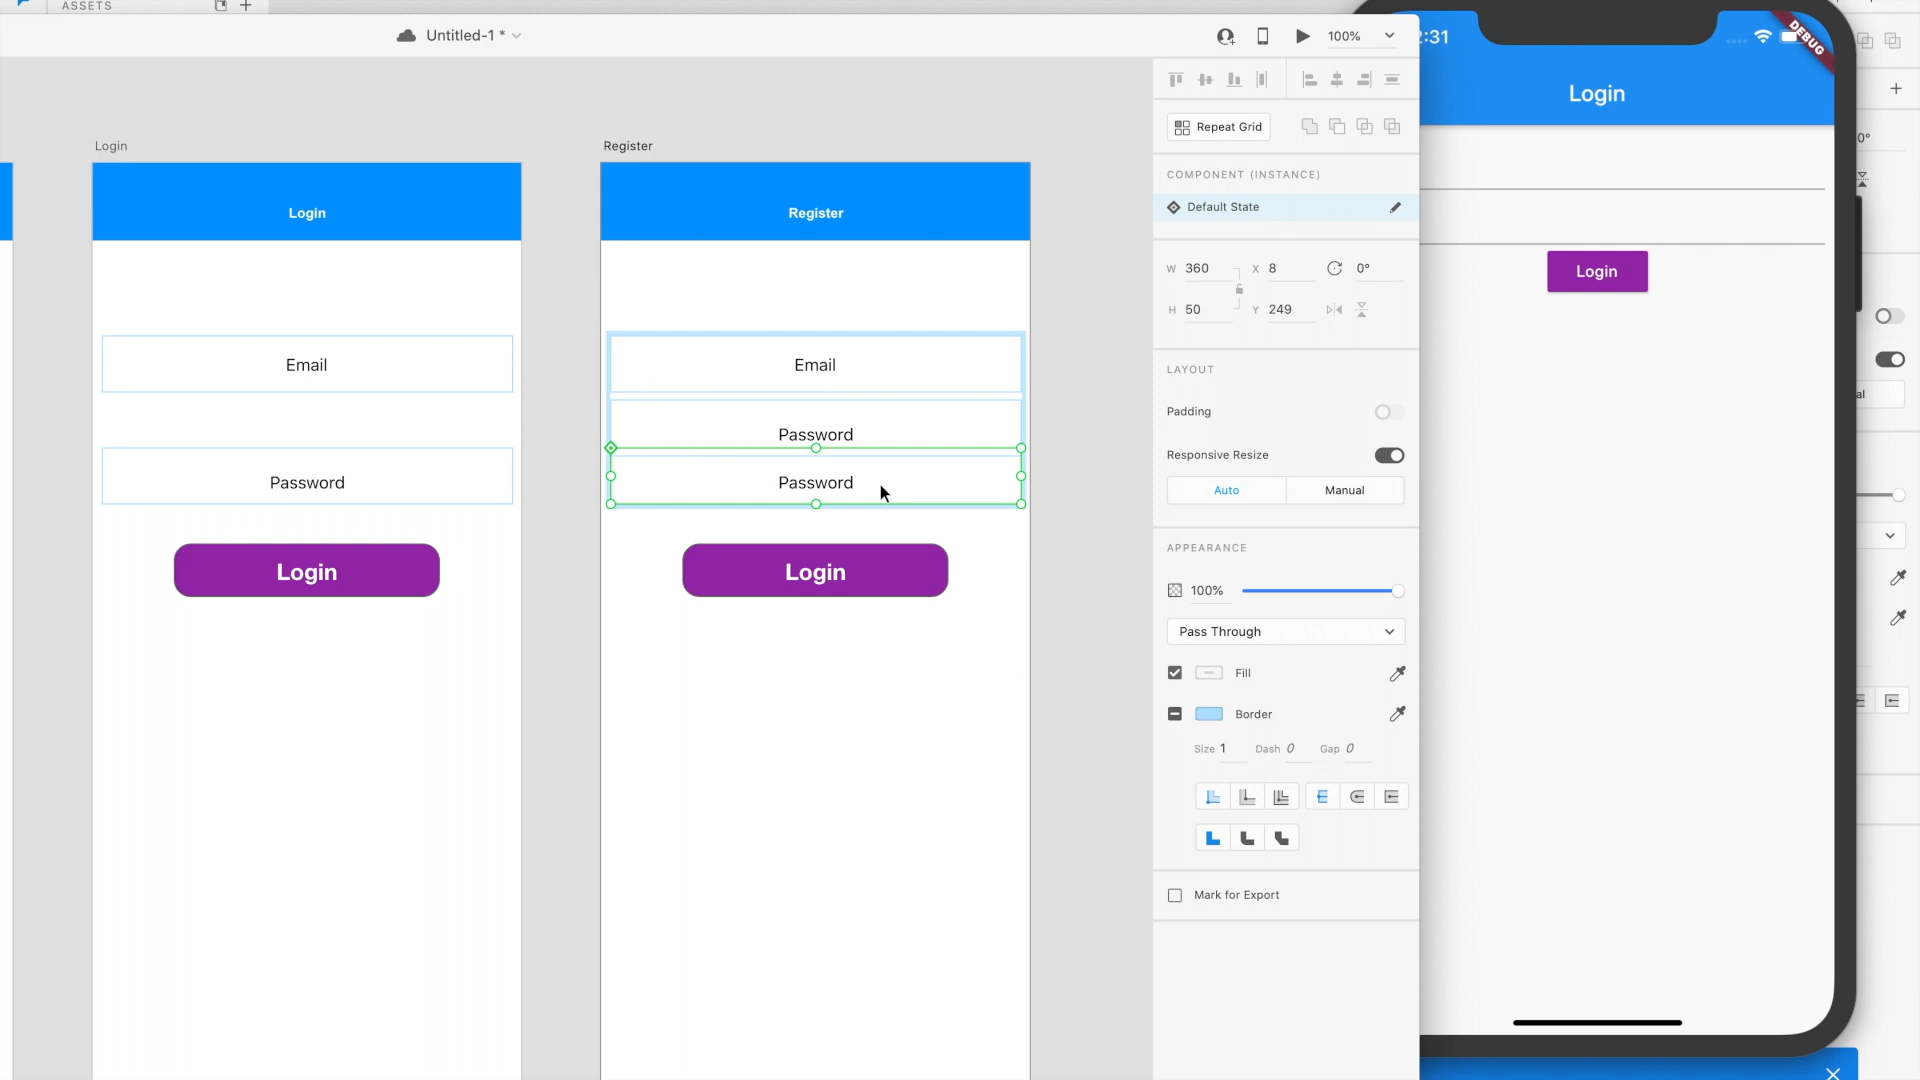 ASSETS
Untitled-1 *
100%
:31
DEBUG
Login
Login
Login
Email
Password
Login
Register
Register
Email
Password
Password
Login
Repeat Grid
COMPONENT (INSTANCE)
Default State
W 360 X 8 0°
H 50 Y 249
LAYOUT
Padding
Responsive Resize
Auto Manual
APPEARANCE
100%
Pass Through
Fill
Border
Size 1 Dash 0 Gap 0
Mark for Export
Login
0°
al